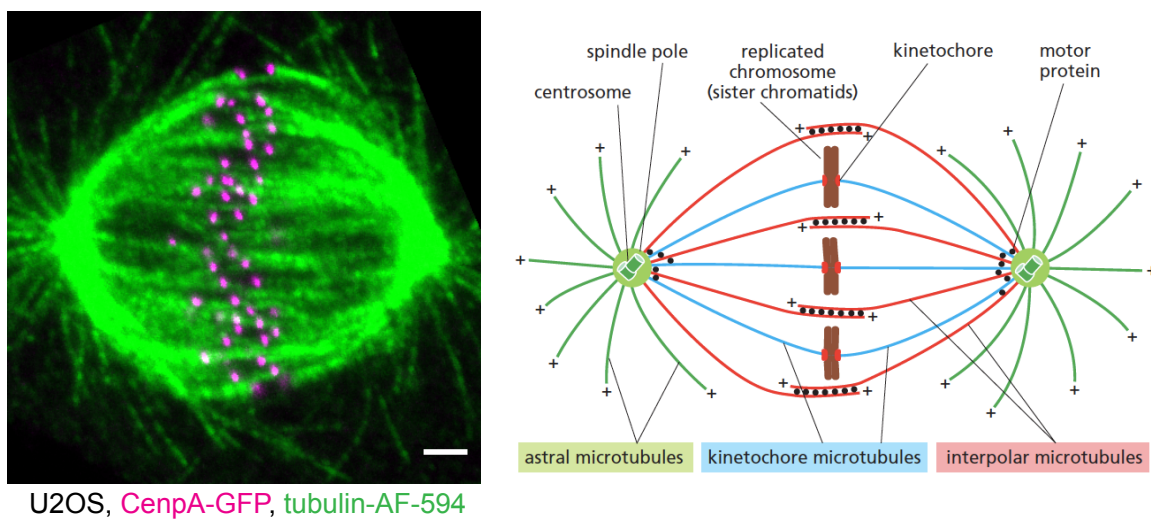 spindle pole
centrosome
replicated
chromosome
(sister chromatids)
kinetochore
motor
protein
+ +
+ +
+ +
+ +
+ +
+ +
+ +
+ +
+ +
+ +
+ +
+ +
astral microtubules
kinetochore microtubules
interpolar microtubules
U2OS, CenpA-GFP, tubulin-AF-594